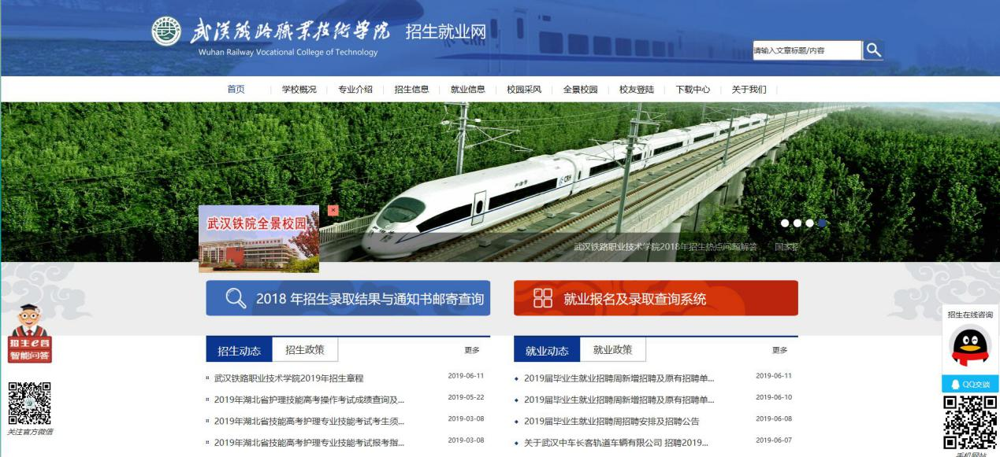 武汉铁路职业技术学院 招生就业网
Wuhan Railway Vocational College of Technology
请输入文章标题/内容
首页 学校概况 专业介绍 招生信息 就业信息 校园采风 全景校园 校友登陆 下载中心 关于我们
CRH
武汉铁院全景校园
武汉铁路职业技术学院2018年招生热点问题解答 国家招
2018 年招生录取结果与通知书邮寄查询
就业报名及录取查询系统
招生在线咨询
招生e答
智能问答
招生动态 招生政策 更多
武汉铁路职业技术学院2019年招生章程 2019-06-11
2019年湖北省护理技能高考操作考试成绩查询及... 2019-05-22
2019年湖北省技能高考护理专业技能考试考生须... 2019-03-08
2019年湖北省技能高考护理专业技能考试报考指... 2019-03-08
就业动态 就业政策 更多
2019届毕业生就业招聘周新增招聘及原有招聘单... 2019-06-11
2019届毕业生就业招聘周新增招聘及原有招聘单... 2019-06-10
2019届毕业生就业招聘周招聘安排及招聘公告 2019-06-08
关于武汉中车长客轨道车辆有限公司 招聘2019... 2019-06-07
QQ交谈
关注官方微信
手机网站